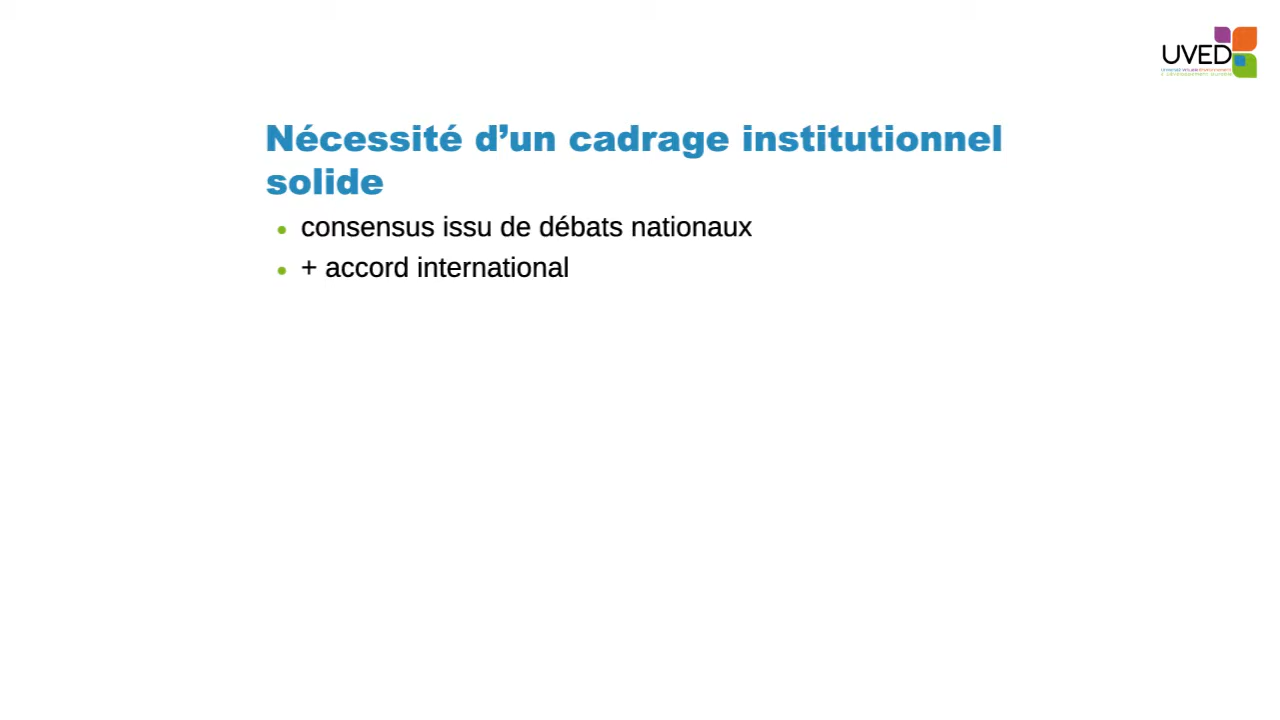 UVED
Nécessité d’un cadrage institutionnel
solide
• consensus issu de débats nationaux
• + accord international